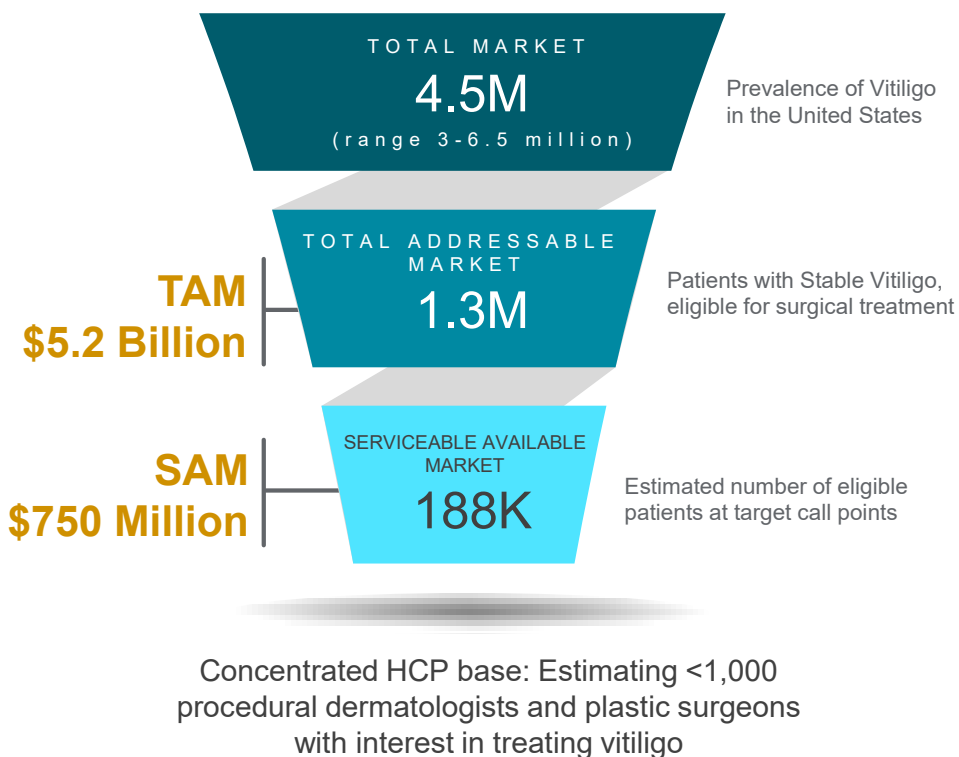 TOTAL MARKET
4.5M
(range 3-6.5 million)
Prevalence of Vitiligo
in the United States
TOTAL ADDRESSABLE
MARKET
1.3M
TAM
$5.2 Billion
Patients with Stable Vitiligo,
eligible for surgical treatment
SERVICEABLE AVAILABLE
MARKET
188K
SAM
$750 Million
Estimated number of eligible
patients at target call points
Concentrated HCP base: Estimating <1,000
procedural dermatologists and plastic surgeons
with interest in treating vitiligo